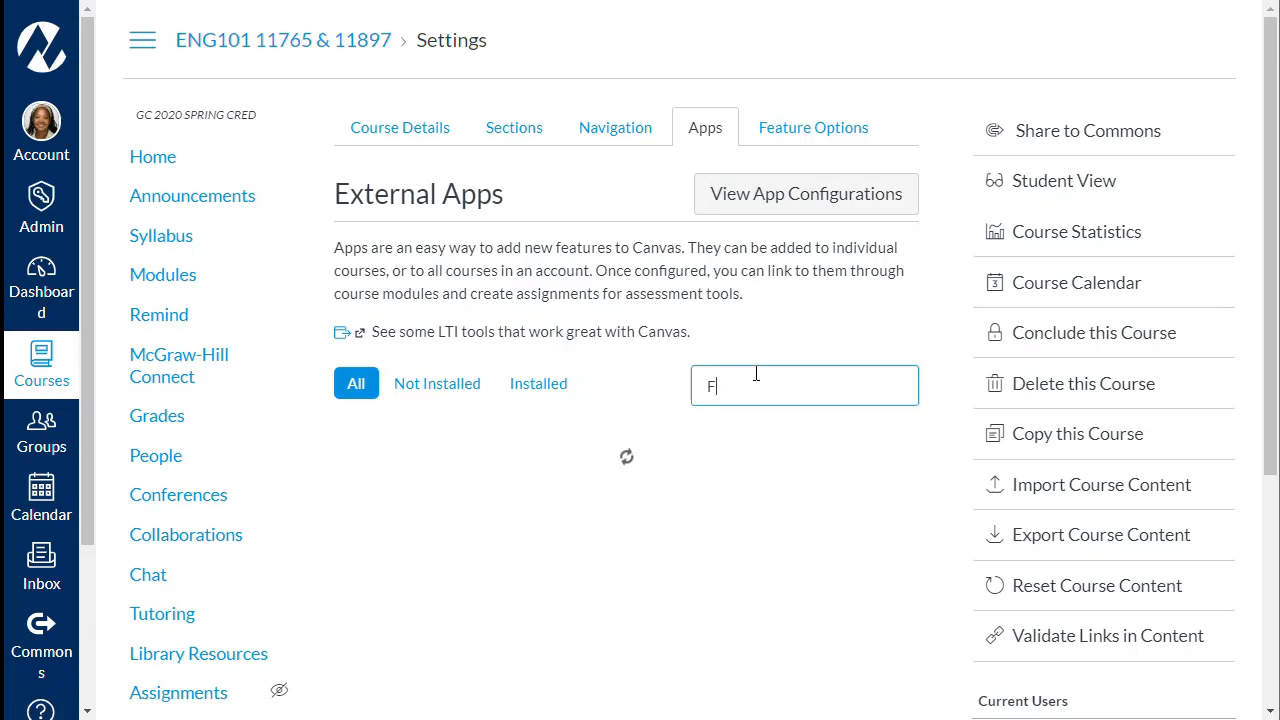 ENG101 11765 & 11897 › Settings
Account
Admin
Dashboar
d
Courses
Groups
Calendar
Inbox
Common
s
GC 2020 SPRING CRED
Home
Announcements
Syllabus
Modules
Remind
McGraw-Hill
Connect
Grades
People
Conferences
Collaborations
Chat
Tutoring
Library Resources
Assignments
Course Details
Sections
Navigation
Apps
Feature Options
External Apps
View App Configurations
Apps are an easy way to add new features to Canvas. They can be added to individual
courses, or to all courses in an account. Once configured, you can link to them through
course modules and create assignments for assessment tools.
See some LTI tools that work great with Canvas.
All
Not Installed
Installed
F
Share to Commons
Student View
Course Statistics
3
Course Calendar
Conclude this Course
Delete this Course
Copy this Course
Import Course Content
Export Course Content
Reset Course Content
Validate Links in Content
Current Users